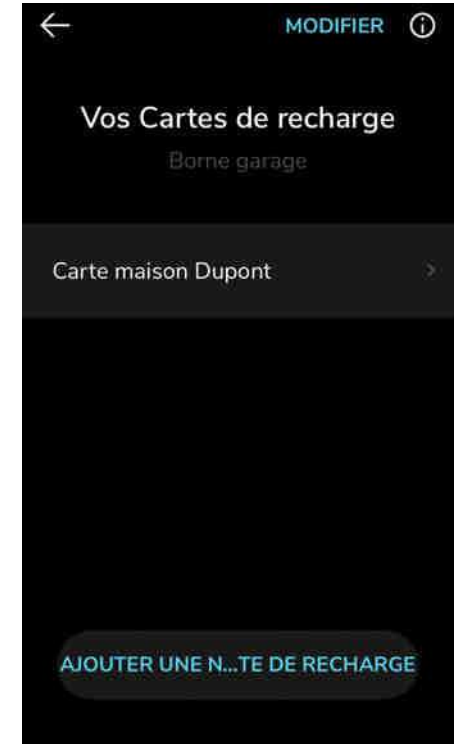 MODIFIER
Vos Cartes de recharge
Borne garage
Carte maison Dupont
AJOUTER UNE N...TE DE RECHARGE